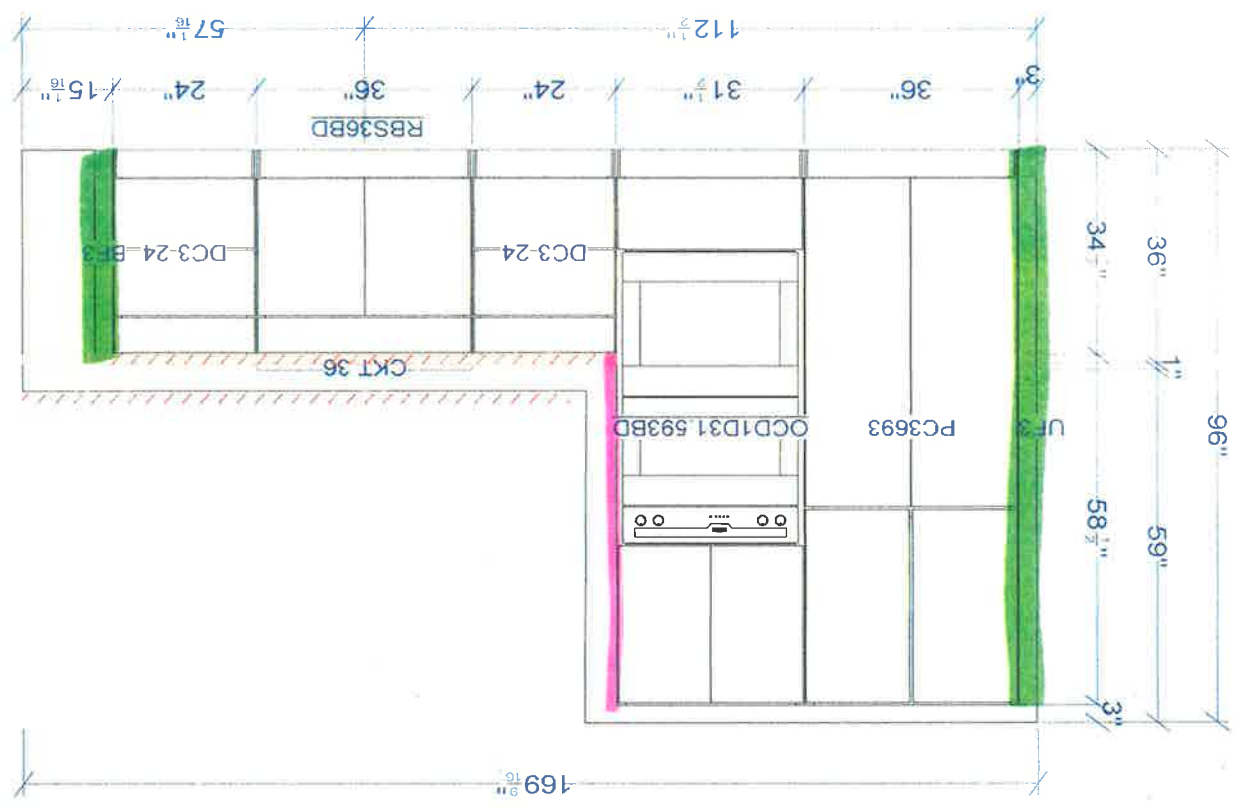 169 9/16"
3"
96"
59"
58 1/2"
UF3
PC3693
OCD1D31.593BD
1"
CKT 36
36"
34 1/2"
DC3-24
DC3-24
BF3
RBS36BD
3"
36"
31 1/2"
24"
36"
24"
15 1/16"
112 1/2"
57 1/16"